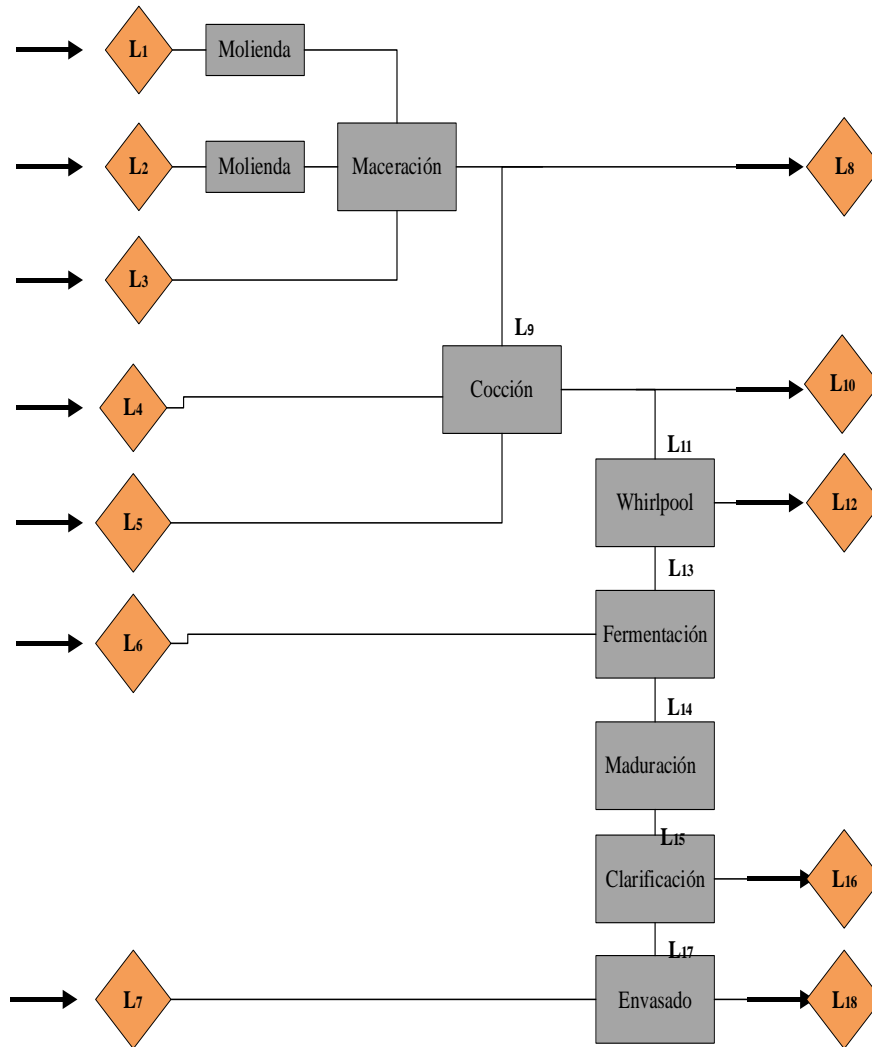 L1
Molienda
L2
Molienda
Maceración
L8
L3
L9
L4
Cocción
L10
L11
L5
Whirlpool
L12
L13
L6
Fermentación
L14
Maduración
L15
Clarificación
L16
L17
L7
Envasado
L18